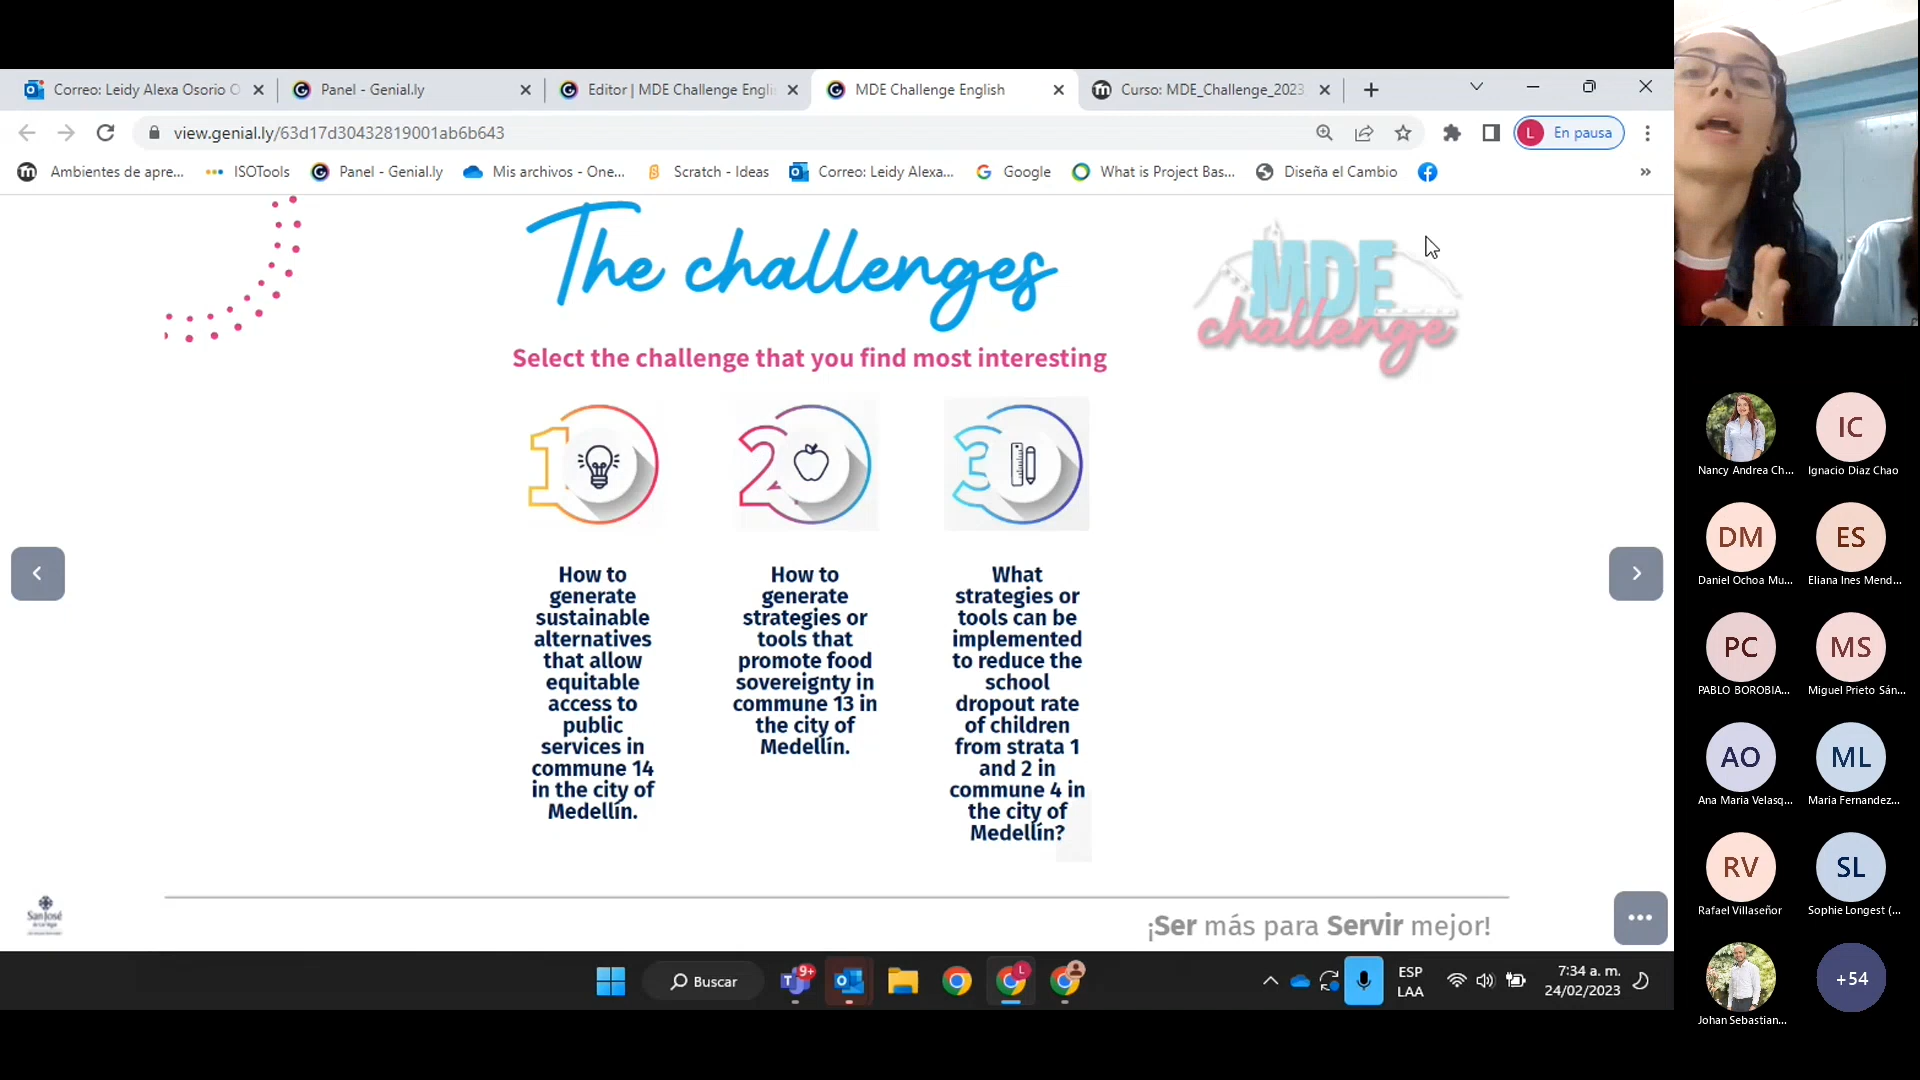 Correo: Leidy Alexa Osorio O
Panel - Genial.ly
Editor | MDE Challenge Engli
MDE Challenge English
Curso: MDE_Challenge_2023
view.genial.ly/63d17d30432819001ab6b643
L En pausa
Ambientes de apre...
ISOTools
Panel - Genial.ly
Mis archivos - One...
Scratch - Ideas
Correo: Leidy Alexa...
Google
What is Project Bas...
Diseña el Cambio
»
The challenges
MDE
challenge
Select the challenge that you find most interesting
1
2
3
How to
generate
sustainable
alternatives
that allow
equitable
access to
public
services in
commune 14
in the city of
Medellín.
How to
generate
strategies or
tools that
promote food
sovereignty in
commune 13 in
the city of
Medellín.
What
strategies or
tools can be
implemented
to reduce the
school
dropout rate
of children
from strata 1
and 2 in
commune 4 in
the city of
Medellín?
San José
¡Ser más para Servir mejor!
Buscar
9+
L
ESP
LAA
7:34 a. m.
24/02/2023
Nancy Andrea Ch...
IC
Ignacio Diaz Chao
DM
Daniel Ochoa Mu...
ES
Eliana Ines Mend...
PC
PABLO BOROBIA...
MS
Miguel Prieto Sán...
AO
Ana Maria Velasq...
ML
Maria Fernandez...
RV
Rafael Villaseñor
SL
Sophie Longest (...
Johan Sebastian...
+54